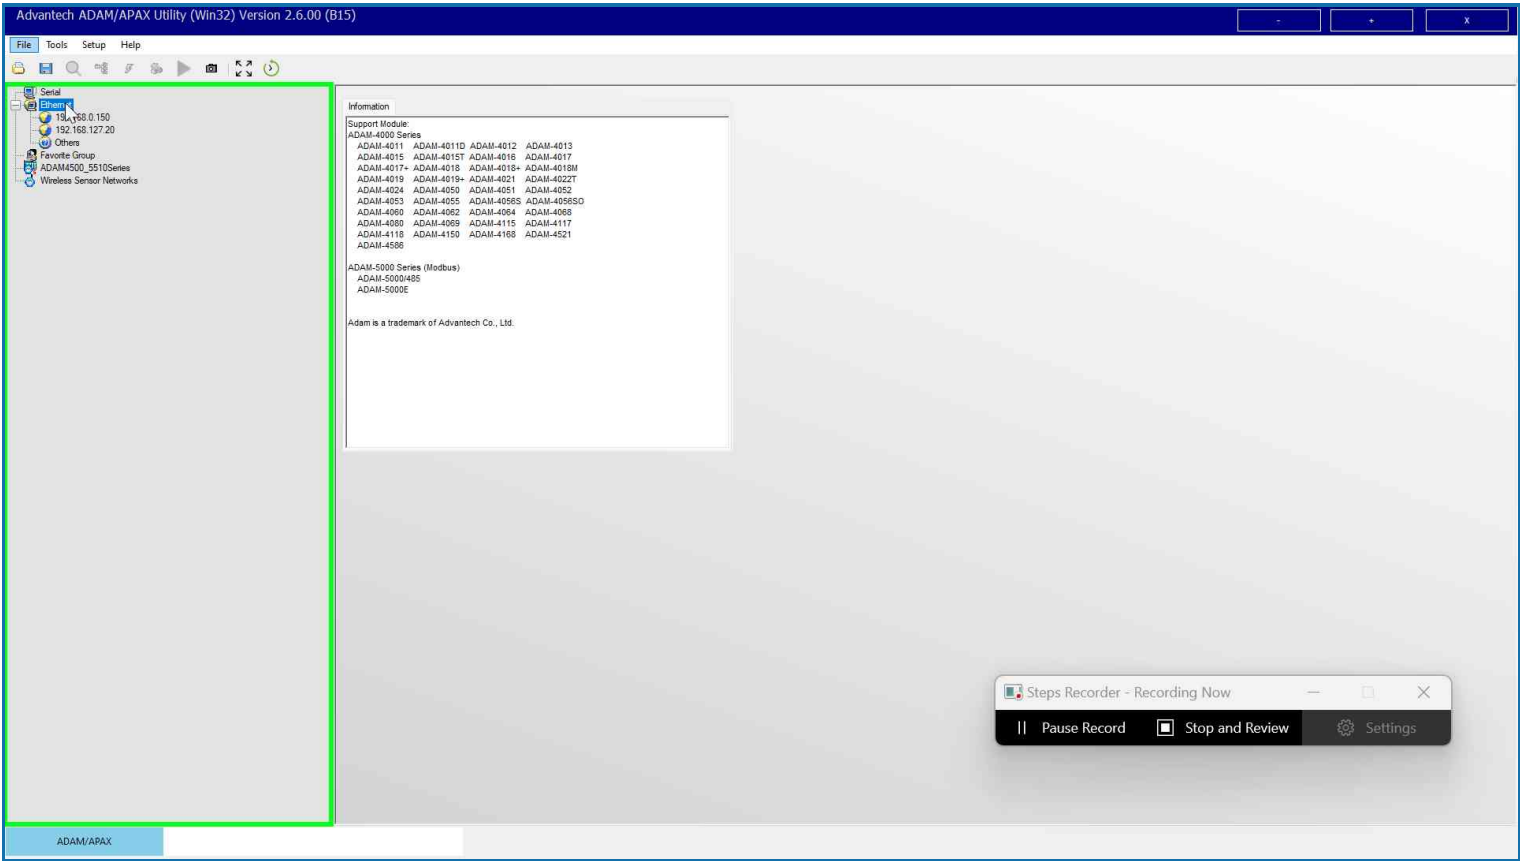 Advantech ADAM/APAX Utility (Win32) Version 2.6.00 (B15)
- + x
File Tools Setup Help
Serial
Ethernet
192.168.127.20
Others
Favorite Group
ADAM4500_5510Series
Wireless Sensor Networks
Information
Support Module:
ADAM-4000 Series
ADAM-4011 ADAM-4011D ADAM-4012 ADAM-4013
ADAM-4015 ADAM-4015T ADAM-4016 ADAM-4017
ADAM-4017+ ADAM-4018 ADAM-4018+ ADAM-4018M
ADAM-4019 ADAM-4019+ ADAM-4021 ADAM-4022T
ADAM-4024 ADAM-4050 ADAM-4051 ADAM-4052
ADAM-4053 ADAM-4055 ADAM-4056S ADAM-4056SO
ADAM-4060 ADAM-4062 ADAM-4064 ADAM-4068
ADAM-4080 ADAM-4069 ADAM-4115 ADAM-4117
ADAM-4118 ADAM-4150 ADAM-4168 ADAM-4521
ADAM-4586
ADAM-5000 Series (Modbus)
ADAM-5000/485
ADAM-5000E
Adam is a trademark of Advantech Co., Ltd.
Steps Recorder - Recording Now
Pause Record Stop and Review Settings
ADAM/APAX